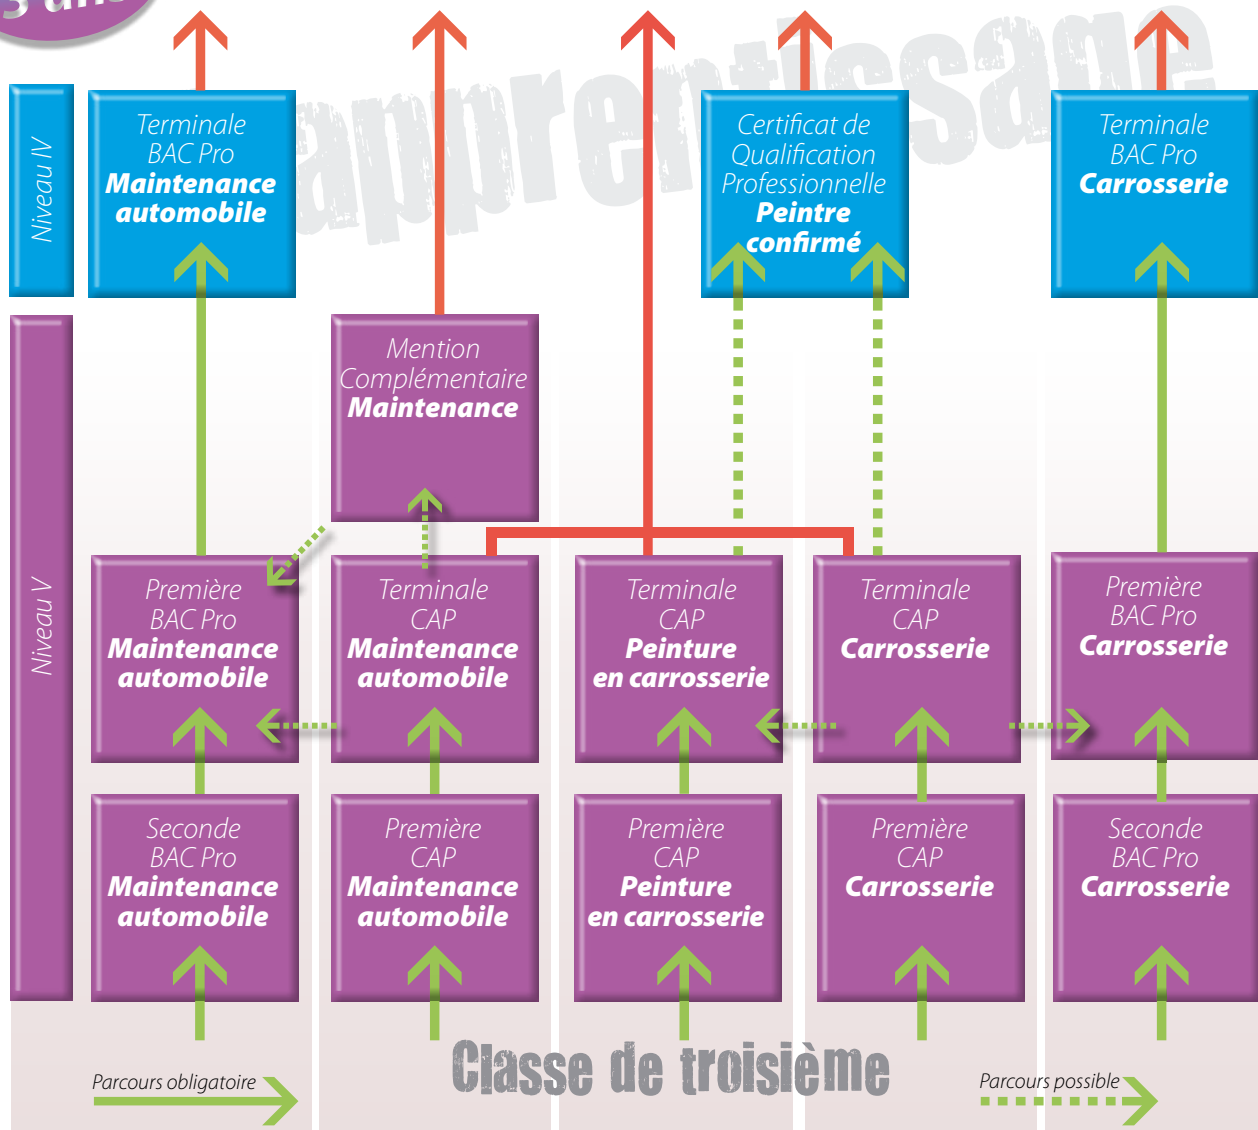 3 ans
apprentissage
Niveau IV
Terminale
BAC Pro
Maintenance
automobile
Certificat de
Qualification
Professionnelle
Peintre
confirmé
Terminale
BAC Pro
Carrosserie
Niveau V
Mention
Complémentaire
Maintenance
Première
BAC Pro
Maintenance
automobile
Terminale
CAP
Maintenance
automobile
Terminale
CAP
Peinture
en carrosserie
Terminale
CAP
Carrosserie
Première
BAC Pro
Carrosserie
Seconde
BAC Pro
Maintenance
automobile
Première
CAP
Maintenance
automobile
Première
CAP
Peinture
en carrosserie
Première
CAP
Carrosserie
Seconde
BAC Pro
Carrosserie
Classe de troisième
Parcours obligatoire
Parcours possible